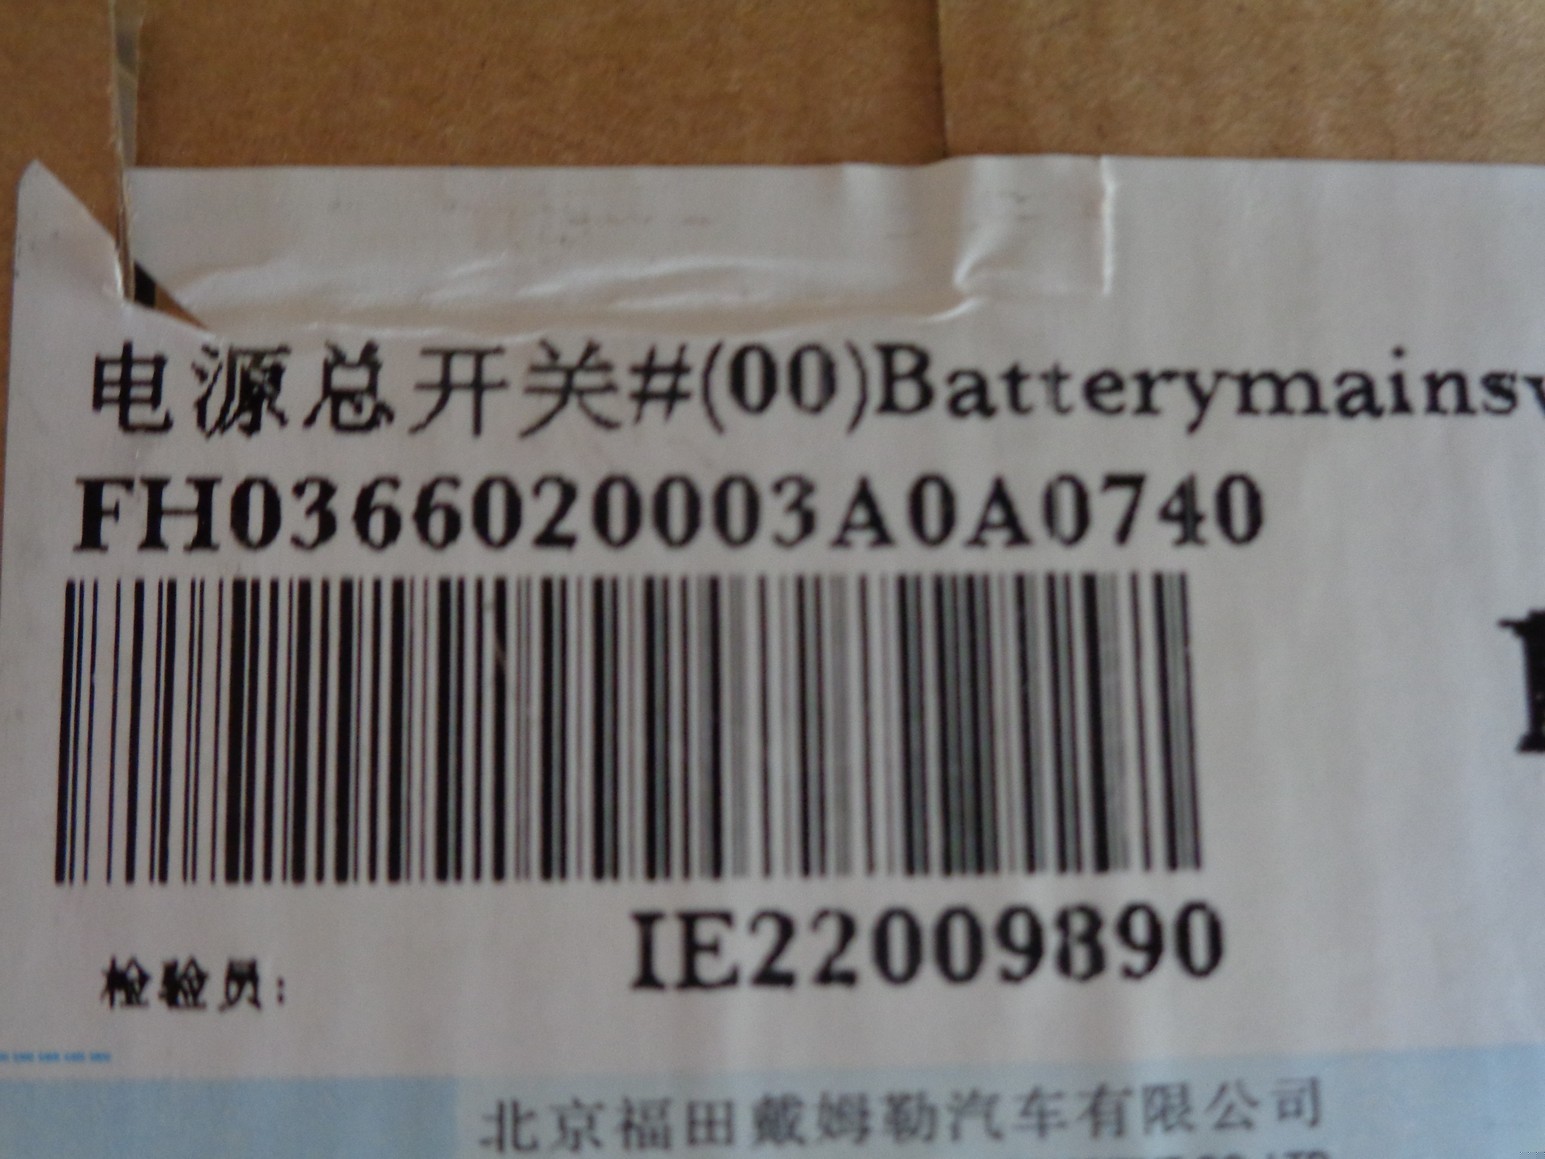 电源总开关#(00)Batterymainsv
FH0366020003A0A0740
IE22009890
检验员:
北京福田戴姆勒汽车有限公司